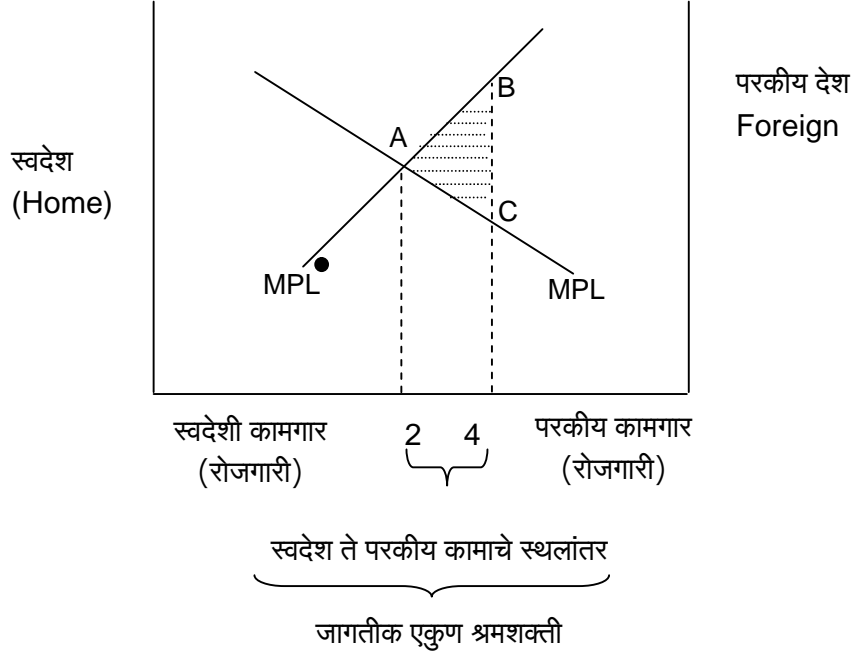 परकीय देश
Foreign
स्वदेश
(Home)
B
A
C
MPL
MPL
स्वदेशी कामगार
(रोजगारी)
2 4
परकीय कामगार
(रोजगारी)
स्वदेश ते परकीय कामाचे स्थलांतर
जागतीक एकुण श्रमशक्ती